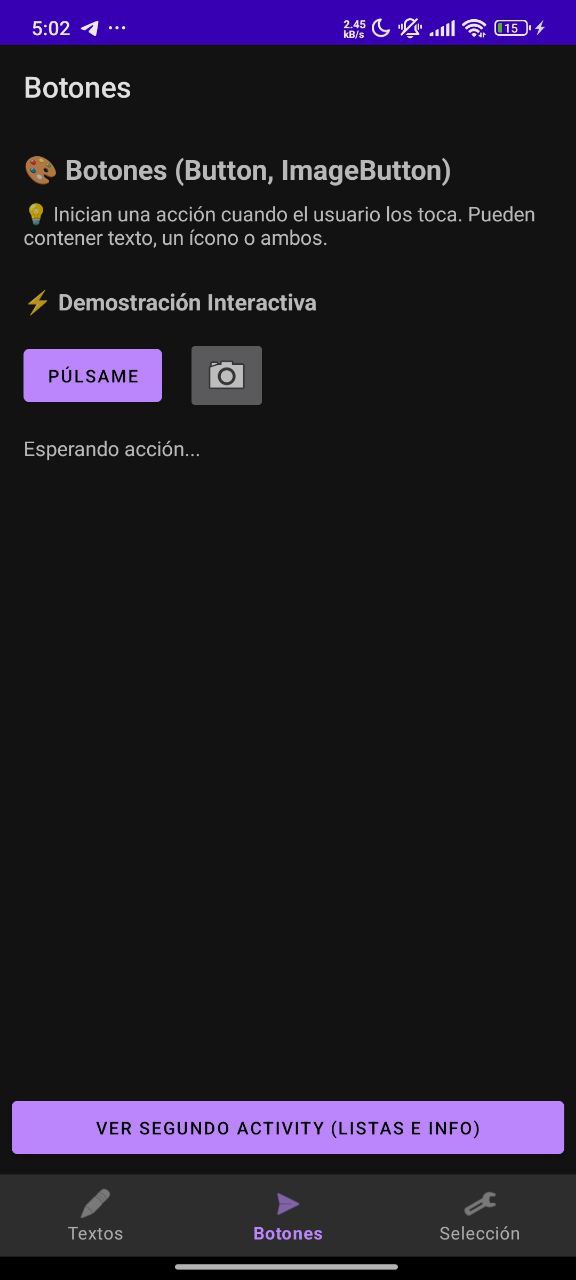 5:02
2.45
kB/s
15
Botones
🎨 Botones (Button, ImageButton)
💡 Inician una acción cuando el usuario los toca. Pueden
contener texto, un ícono o ambos.
⚡ Demostración Interactiva
PÚLSAME
Esperando acción...
VER SEGUNDO ACTIVITY (LISTAS E INFO)
Textos
Botones
Selección